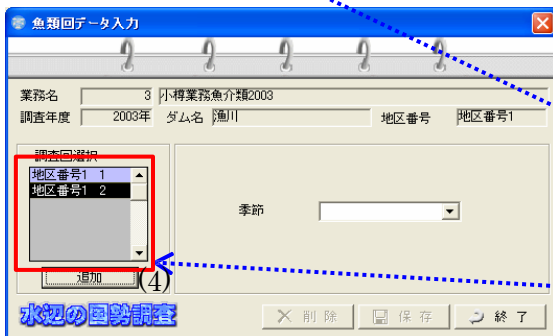 魚類回データ入力
業務名 3 小樽業務魚介類2003
調査年度 2003年 ダム名 漁川 地区番号 地区番号1
調査回選択
地区番号1 1
地区番号1 2
季節
追加 (4)
水辺の国勢調査 削除 保存 終了